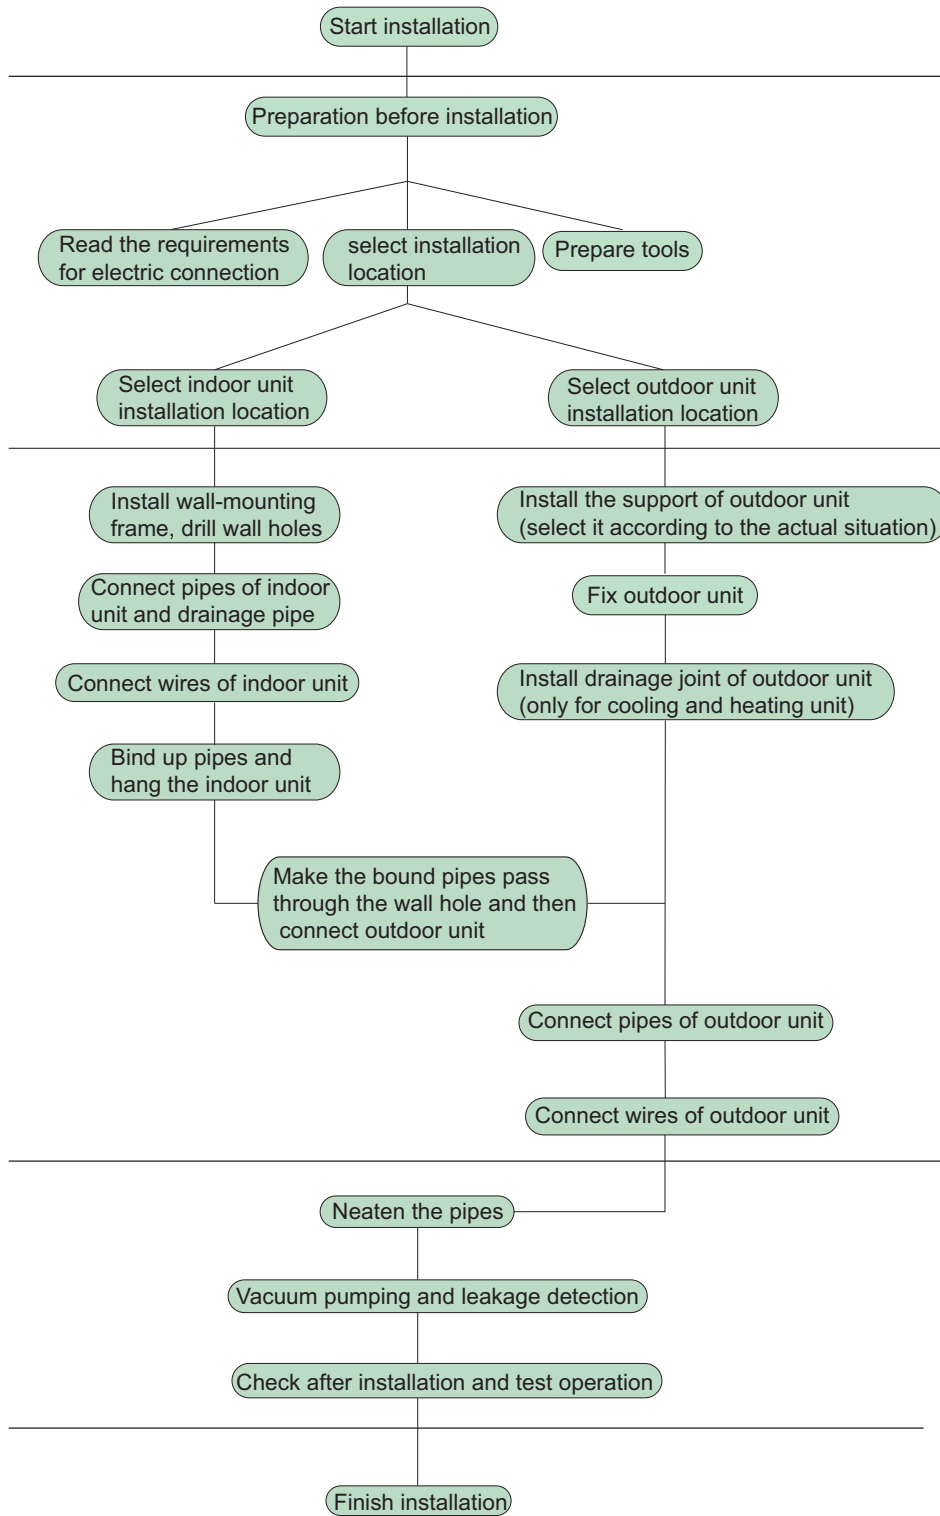 Start installation
Preparation before installation
Read the requirements
for electric connection
select installation
location
Prepare tools
Select indoor unit
installation location
Select outdoor unit
installation location
Install wall-mounting
frame, drill wall holes
Install the support of outdoor unit
(select it according to the actual situation)
Connect pipes of indoor
unit and drainage pipe
Fix outdoor unit
Connect wires of indoor unit
Install drainage joint of outdoor unit
(only for cooling and heating unit)
Bind up pipes and
hang the indoor unit
Make the bound pipes pass
through the wall hole and then
connect outdoor unit
Connect pipes of outdoor unit
Connect wires of outdoor unit
Neaten the pipes
Vacuum pumping and leakage detection
Check after installation and test operation
Finish installation